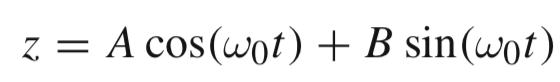 z = A cos(ω₀t) + B sin(ω₀t)